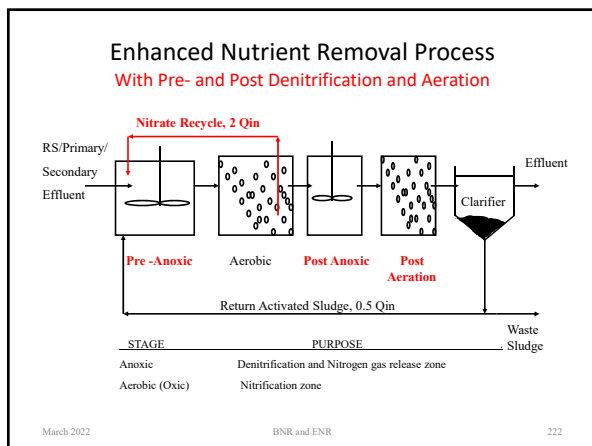 Enhanced Nutrient Removal Process
With Pre- and Post Denitrification and Aeration
Nitrate Recycle, 2 Qin
RS/Primary/
Secondary
Effluent
Effluent
Clarifier
Pre -Anoxic
Aerobic
Post Anoxic
Post
Aeration
Return Activated Sludge, 0.5 Qin
Waste
Sludge
STAGE PURPOSE
Anoxic Denitrification and Nitrogen gas release zone
Aerobic (Oxic) Nitrification zone
March 2022 BNR and ENR 222